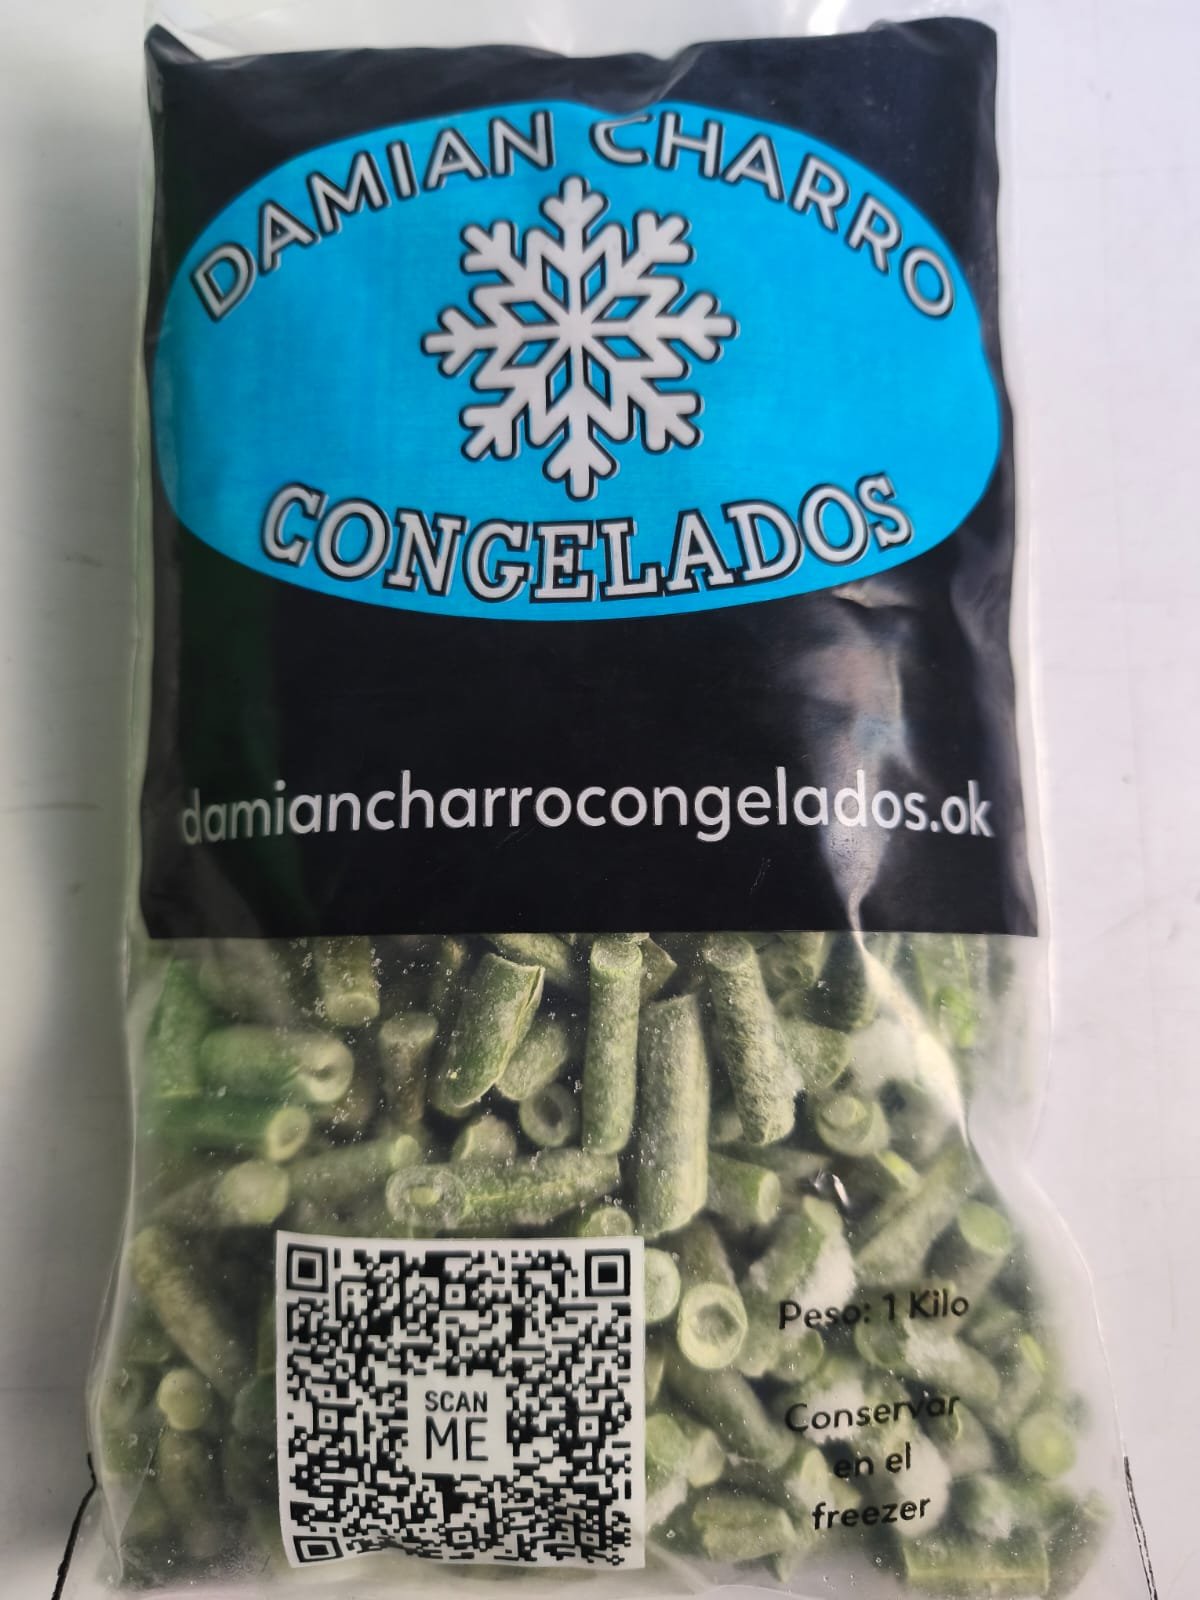 DAMIAN CHARRO
CONGELADOS
damiancharrocongelados.ok
SCAN
ME
Peso: 1 Kilo
Conservar
en el
freezer